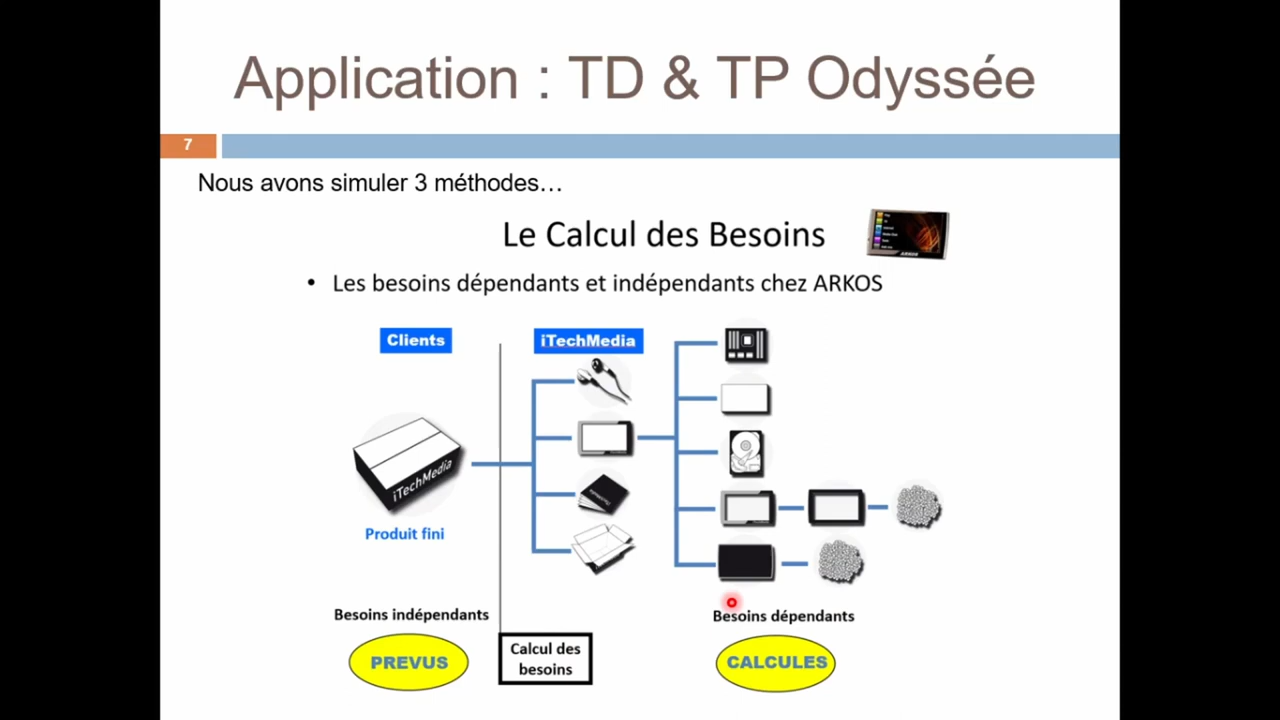 Application : TD & TP Odyssée
7
Nous avons simuler 3 méthodes…
Le Calcul des Besoins
ARKOS
• Les besoins dépendants et indépendants chez ARKOS
Clients
iTechMedia
iTechMedia
Produit fini
Besoins indépendants
Besoins dépendants
PREVUS
Calcul des
besoins
CALCULES